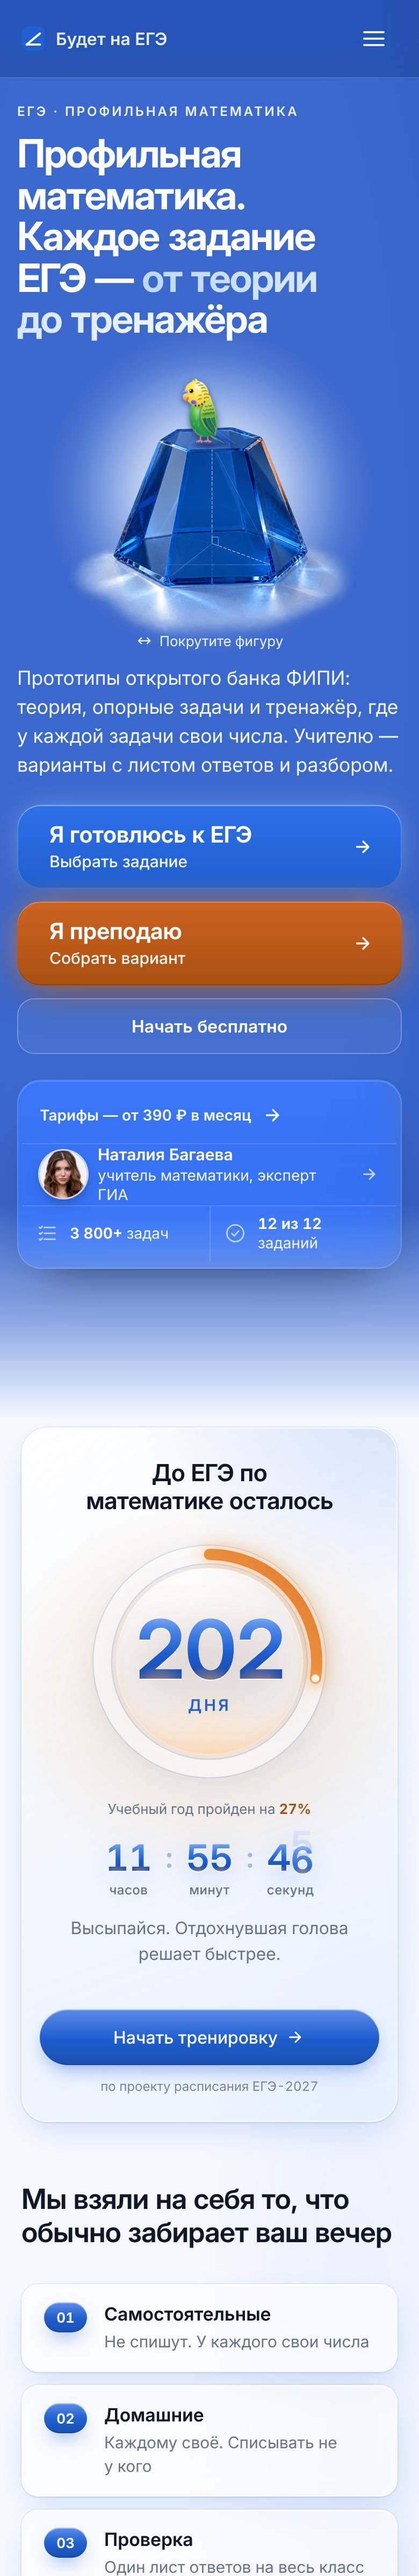 Будет на ЕГЭ
ЕГЭ · ПРОФИЛЬНАЯ МАТЕМАТИКА
Профильная
математика.
Каждое задание
ЕГЭ — от теории
до тренажёра
Покрутите фигуру
Прототипы открытого банка ФИПИ:
теория, опорные задачи и тренажёр, где
у каждой задачи свои числа. Учителю —
варианты с листом ответов и разбором.
Я готовлюсь к ЕГЭ
Выбрать задание
Я преподаю
Собрать вариант
Начать бесплатно
Тарифы — от 390 ₽ в месяц
Наталия Багаева
учитель математики, эксперт
ГИА
3 800+ задач
12 из 12
заданий
До ЕГЭ по
математике осталось
202
ДНЯ
Учебный год пройден на 27%
11 : 55 : 46
часов минут секунд
Высыпайся. Отдохнувшая голова
решает быстрее.
Начать тренировку
по проекту расписания ЕГЭ-2027
Мы взяли на себя то, что
обычно забирает ваш вечер
01 Самостоятельные
Не спишут. У каждого свои числа
02 Домашние
Каждому своё. Списывать не
у кого
03 Проверка
Один лист ответов на весь класс